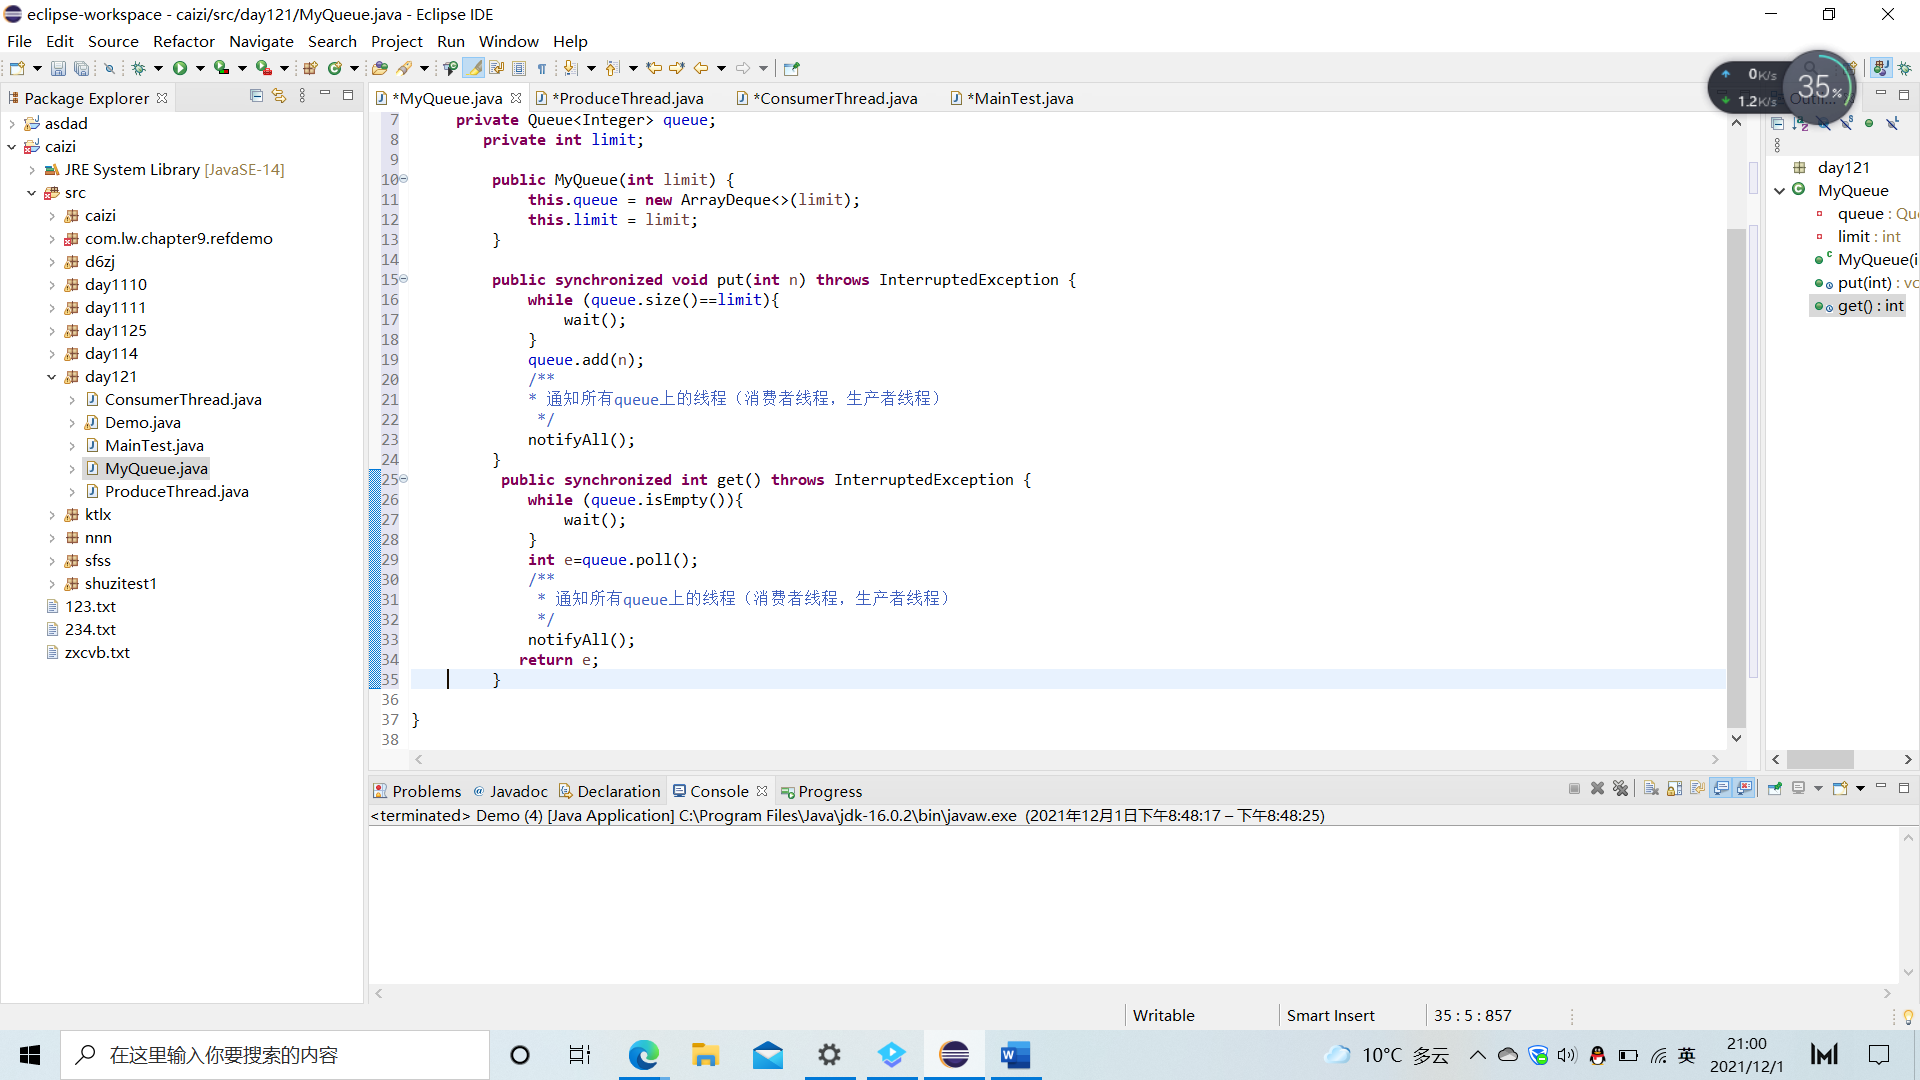 eclipse-workspace - caizi/src/day121/MyQueue.java - Eclipse IDE
File Edit Source Refactor Navigate Search Project Run Window Help
0K/s
1.2K/s
35%
Package Explorer
*MyQueue.java
*ProduceThread.java
*ConsumerThread.java
*MainTest.java
asdad
caizi
JRE System Library [JavaSE-14]
src
caizi
com.lw.chapter9.refdemo
d6zj
day1110
day1111
day1125
day114
day121
ConsumerThread.java
Demo.java
MainTest.java
MyQueue.java
ProduceThread.java
ktlx
nnn
sfss
shuzitest1
123.txt
234.txt
zxcvb.txt
7 private Queue<Integer> queue;
8 private int limit;
9
10 public MyQueue(int limit) {
11 this.queue = new ArrayDeque<>(limit);
12 this.limit = limit;
13 }
14
15 public synchronized void put(int n) throws InterruptedException {
16 while (queue.size()==limit){
17 wait();
18 }
19 queue.add(n);
20 /**
21 * 通知所有queue上的线程（消费者线程，生产者线程）
22 */
23 notifyAll();
24 }
25 public synchronized int get() throws InterruptedException {
26 while (queue.isEmpty()){
27 wait();
28 }
29 int e=queue.poll();
30 /**
31 * 通知所有queue上的线程（消费者线程，生产者线程）
32 */
33 notifyAll();
34 return e;
35 }
36
37 }
38
day121
MyQueue
queue : Qu
limit : int
MyQueue(i
put(int) : vo
get() : int
Problems
@ Javadoc
Declaration
Console
Progress
<terminated> Demo (4) [Java Application] C:\Program Files\Java\jdk-16.0.2\bin\javaw.exe (2021年12月1日下午8:48:17 – 下午8:48:25)
Writable
Smart Insert
35 : 5 : 857
在这里输入你要搜索的内容
10°C 多云
英
21:00
2021/12/1